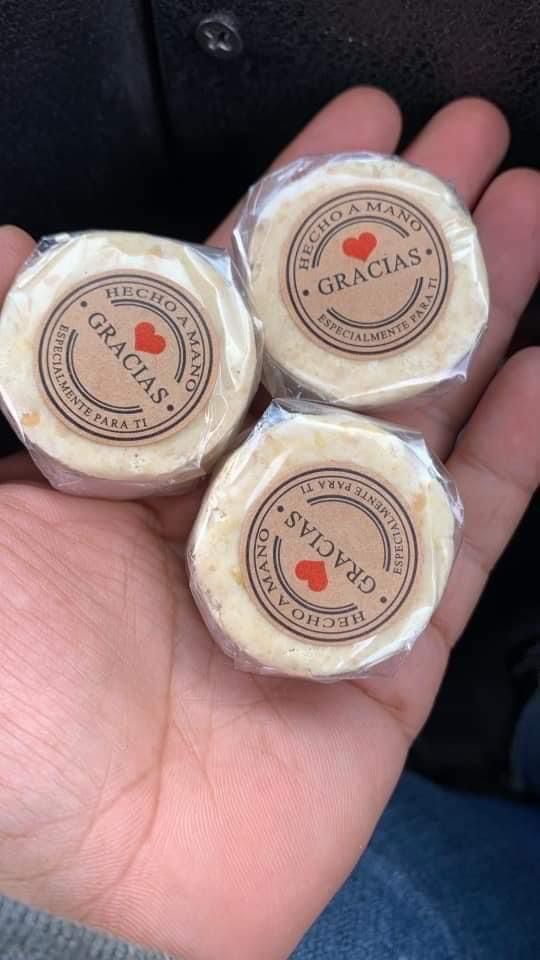 HECHO A MANO
GRACIAS
ESPECIALMENTE PARA TI
HECHO A MANO
GRACIAS
ESPECIALMENTE PARA TI
HECHO A MANO
GRACIAS
ESPECIALMENTE PARA TI